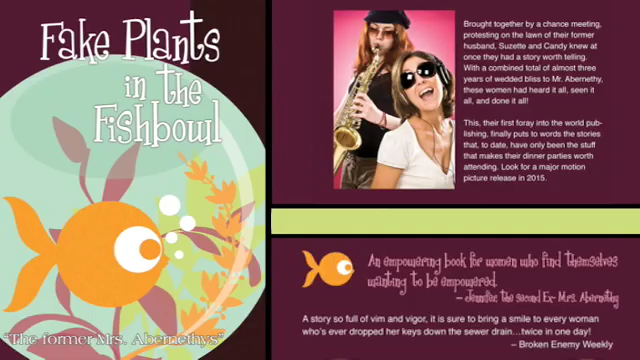 Fake Plants
in the
Fishbowl
"The former Mrs. Abernethys"
Brought together by a chance meeting,
protesting on the lawn of their former
husband, Suzette and Candy knew at
once they had a story worth telling.
With a combined total of almost three
years of wedded bliss to Mr. Abernethy,
these women had heard it all, seen it
all, and done it all!
This, their first foray into the world pub-
lishing, finally puts to words the stories
that, to date, have only been the stuff
that makes their dinner parties worth
attending. Look for a major motion
picture release in 2015.
An empowering book for women who find themselves
wanting to be empowered.
– Jennifer, the second Ex- Mrs. Abernethy
A story so full of vim and vigor, it is sure to bring a smile to every woman
who's ever dropped her keys down the sewer drain...twice in one day!
– Broken Enemy Weekly